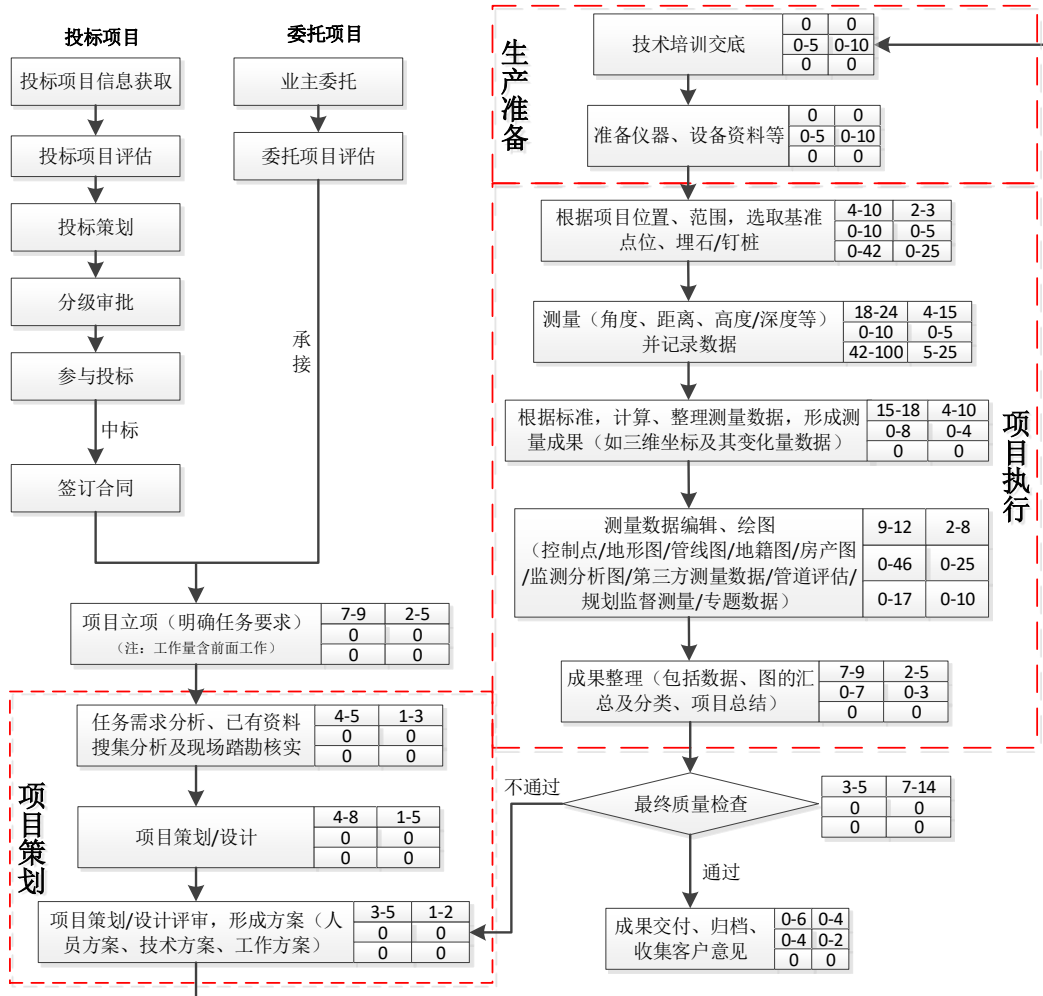 投标项目
委托项目
投标项目信息获取
业主委托
投标项目评估
委托项目评估
投标策划
分级审批
参与投标
承接
中标
签订合同
项目立项（明确任务要求）
（注：工作量含前面工作）
7-9 2-5
0 0
0 0
项目策划
任务需求分析、已有资料
搜集分析及现场踏勘核实
4-5 1-3
0 0
0 0
项目策划/设计
4-8 1-5
0 0
0 0
项目策划/设计评审，形成方案（人
员方案、技术方案、工作方案）
3-5 1-2
0 0
0 0
生产准备
技术培训交底
0 0
0-5 0-10
0 0
准备仪器、设备资料等
0 0
0-5 0-10
0 0
项目执行
根据项目位置、范围，选取基准
点位、埋石/钉桩
4-10 2-3
0-10 0-5
0-42 0-25
测量（角度、距离、高度/深度等）
并记录数据
18-24 4-15
0-10 0-5
42-100 5-25
根据标准，计算、整理测量数据，形成测
量成果（如三维坐标及其变化量数据）
15-18 4-10
0-8 0-4
0 0
测量数据编辑、绘图
（控制点/地形图/管线图/地籍图/房产图
/监测分析图/第三方测量数据/管道评估/
规划监督测量/专题数据）
9-12 2-8
0-46 0-25
0-17 0-10
成果整理（包括数据、图的汇
总及分类、项目总结）
7-9 2-5
0-7 0-3
0 0
不通过
最终质量检查
3-5 7-14
0 0
0 0
通过
成果交付、归档、
收集客户意见
0-6 0-4
0-4 0-2
0 0